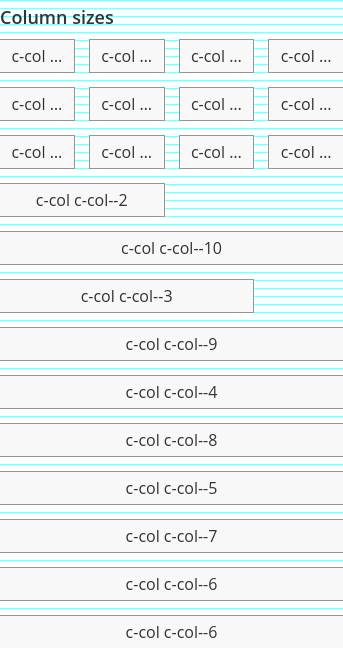 Column sizes
c-col ... c-col ... c-col ... c-col ...
c-col ... c-col ... c-col ... c-col ...
c-col ... c-col ... c-col ... c-col ...
c-col c-col--2
c-col c-col--10
c-col c-col--3
c-col c-col--9
c-col c-col--4
c-col c-col--8
c-col c-col--5
c-col c-col--7
c-col c-col--6
c-col c-col--6